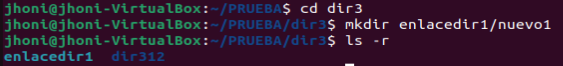 jhoni@jhoni-VirtualBox:~/PRUEBA$ cd dir3
jhoni@jhoni-VirtualBox:~/PRUEBA/dir3$ mkdir enlacedir1/nuevo1
jhoni@jhoni-VirtualBox:~/PRUEBA/dir3$ ls -r
enlacedir1  dir312